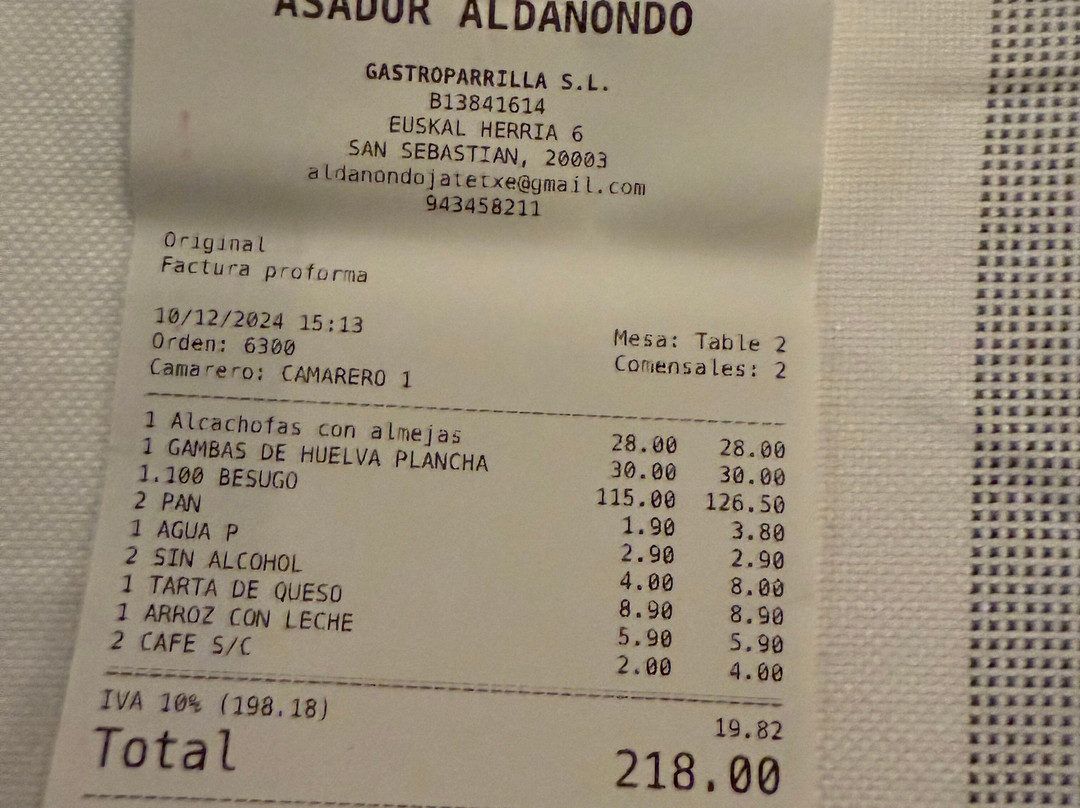 ASADOR ALDANONDO
GASTROPARRILLA S.L.
B13841614
EUSKAL HERRIA 6
SAN SEBASTIAN, 20003
aldanondojatetxe@gmail.com
943458211
Original
Factura proforma
10/12/2024 15:13
Orden: 6300 Mesa: Table 2
Camarero: CAMARERO 1 Comensales: 2
1 Alcachofas con almejas 28.00 28.00
1 GAMBAS DE HUELVA PLANCHA 30.00 30.00
1.100 BESUGO 115.00 126.50
2 PAN 1.90 3.80
1 AGUA P 2.90 2.90
2 SIN ALCOHOL 4.00 8.00
1 TARTA DE QUESO 8.90 8.90
1 ARROZ CON LECHE 5.90 5.90
2 CAFE S/C 2.00 4.00
IVA 10% (198.18) 19.82
Total 218.00